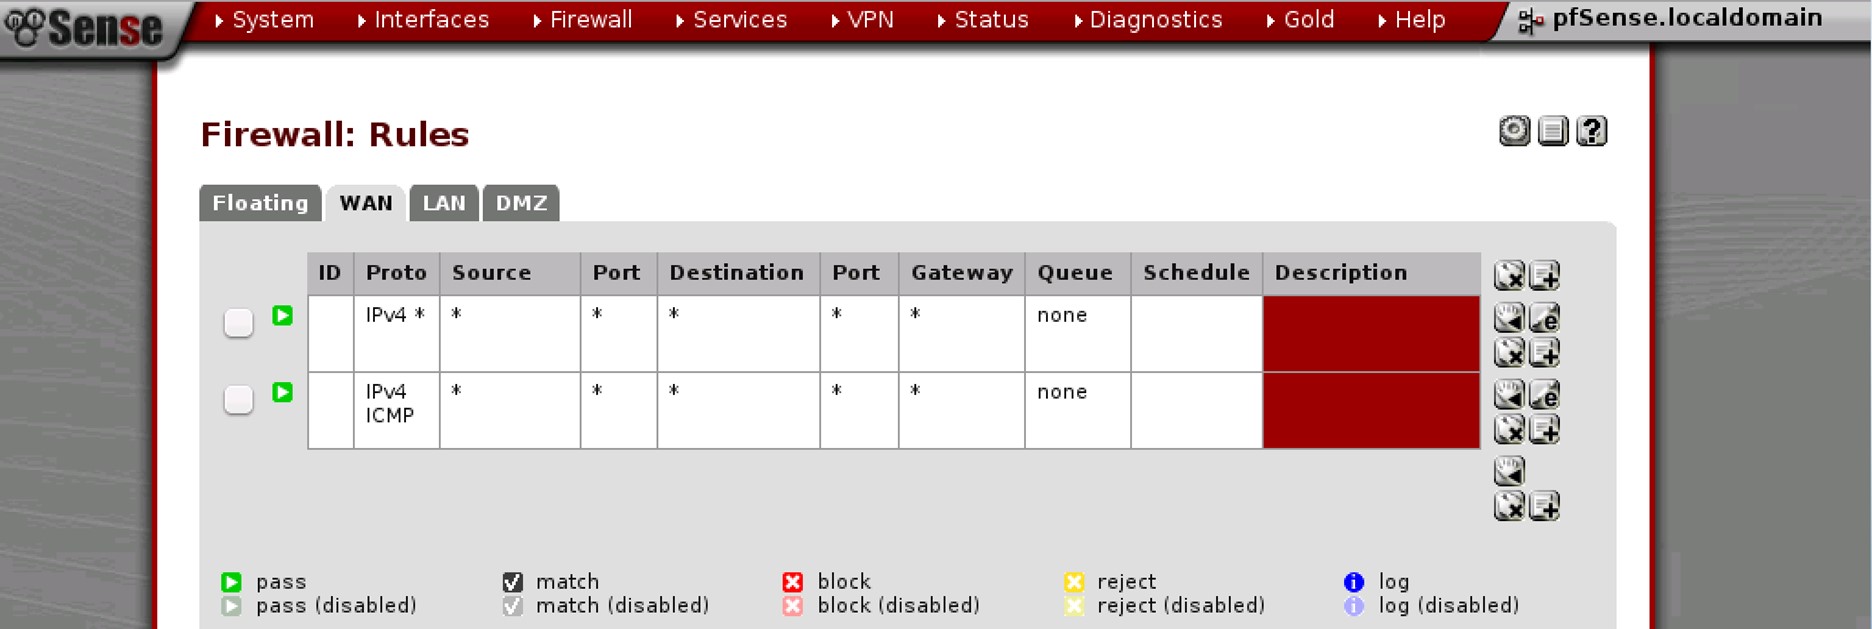 Sense System Interfaces Firewall Services VPN Status Diagnostics Gold Help pfSense.localdomain
Firewall: Rules
Floating WAN LAN DMZ
ID Proto Source Port Destination Port Gateway Queue Schedule Description
IPv4 * * * * * * none
IPv4 * * * * * none
ICMP
pass match block reject log
pass (disabled) match (disabled) block (disabled) reject (disabled) log (disabled)